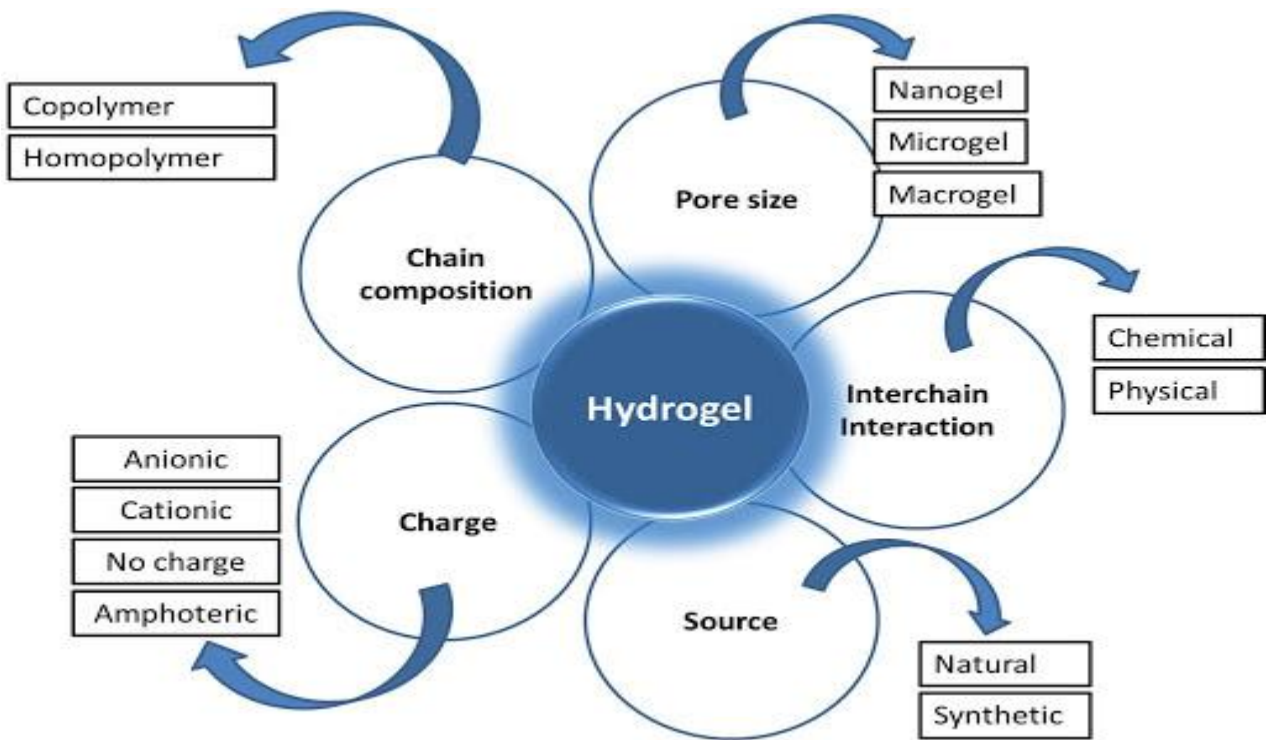 Copolymer
Homopolymer
Chain
composition
Pore size
Nanogel
Microgel
Macrogel
Interchain
Interaction
Chemical
Physical
Hydrogel
Charge
Anionic
Cationic
No charge
Amphoteric
Source
Natural
Synthetic